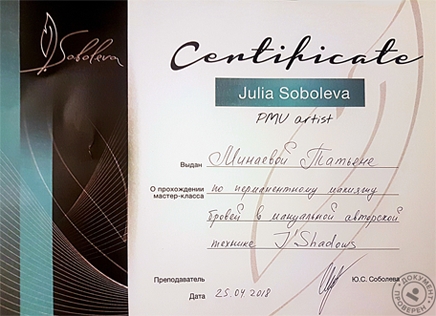 Soboleva
Certificate
Julia Soboleva
PMU artist
Выдан Минаевой Татьяне
О прохождении мастер-класса по перманентному макияжу
бровей в мануальной авторской
технике J'Shadows
Преподаватель Ю.С. Соболева
Дата 25.04.2018
ДОКУМЕНТ ПРОВЕРЕН